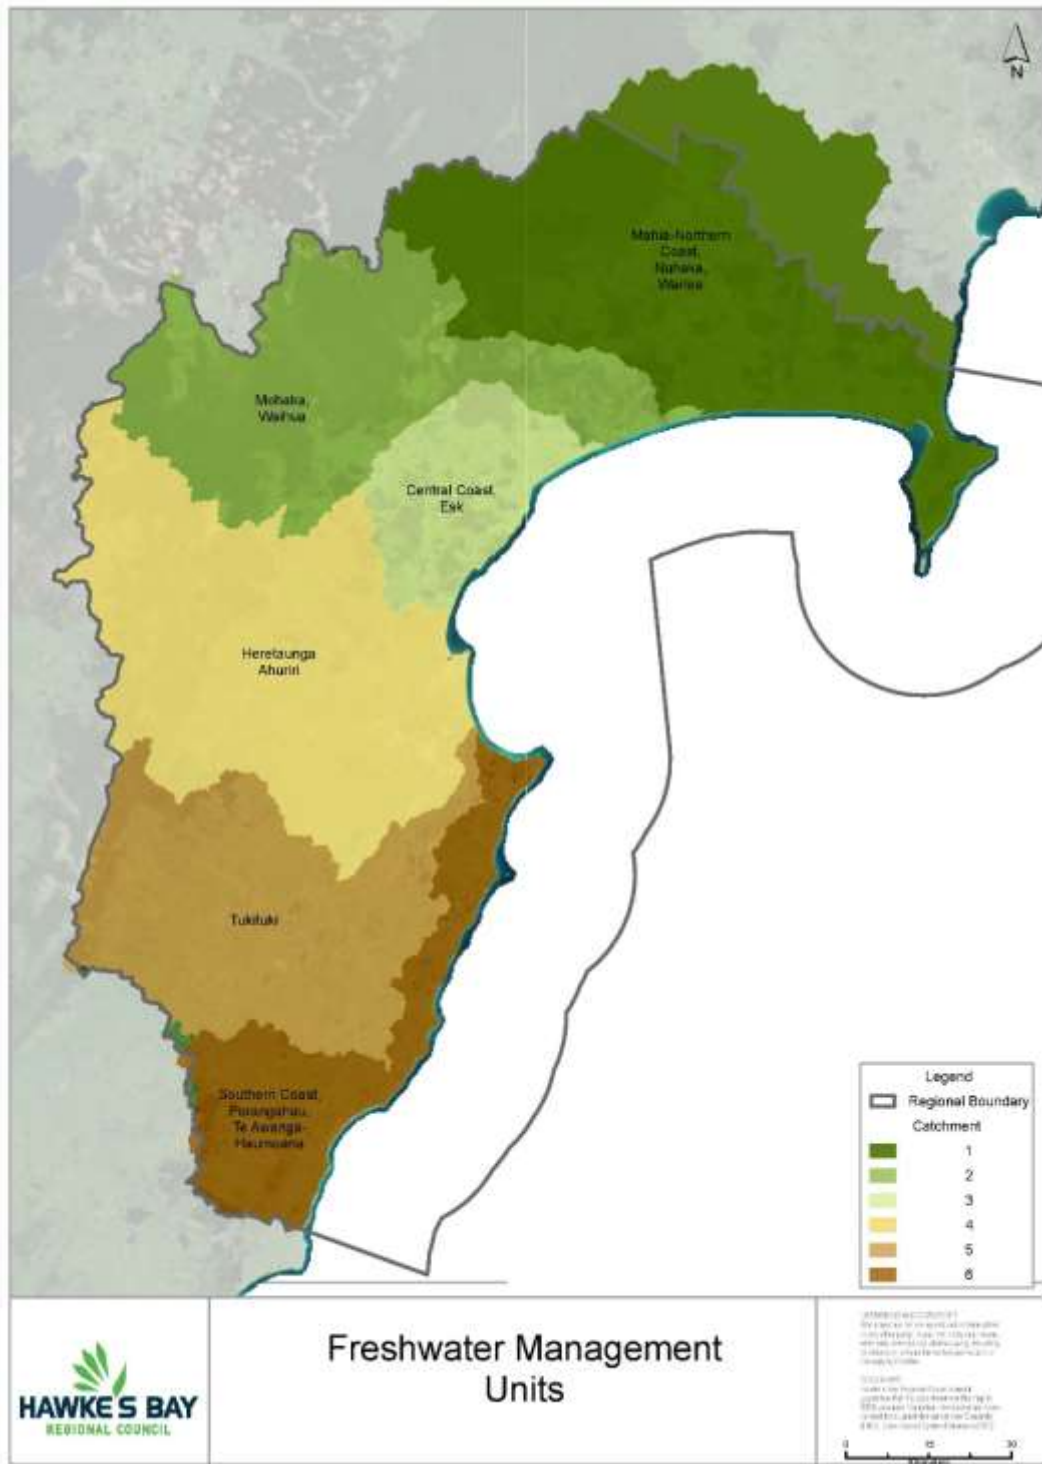 N
Mahia-Northern
Coast,
Nuhaka,
Wairoa
Mohaka,
Waihua
Central Coast
Esk
Heretaunga
Ahuriri
Tukituki
Southern Coast
Porangahau,
Te Awanga-
Haumoana
Legend
Regional Boundary
Catchment
1
2
3
4
5
6
HAWKE'S BAY
REGIONAL COUNCIL
Freshwater Management
Units
0 15 30
Kilometers